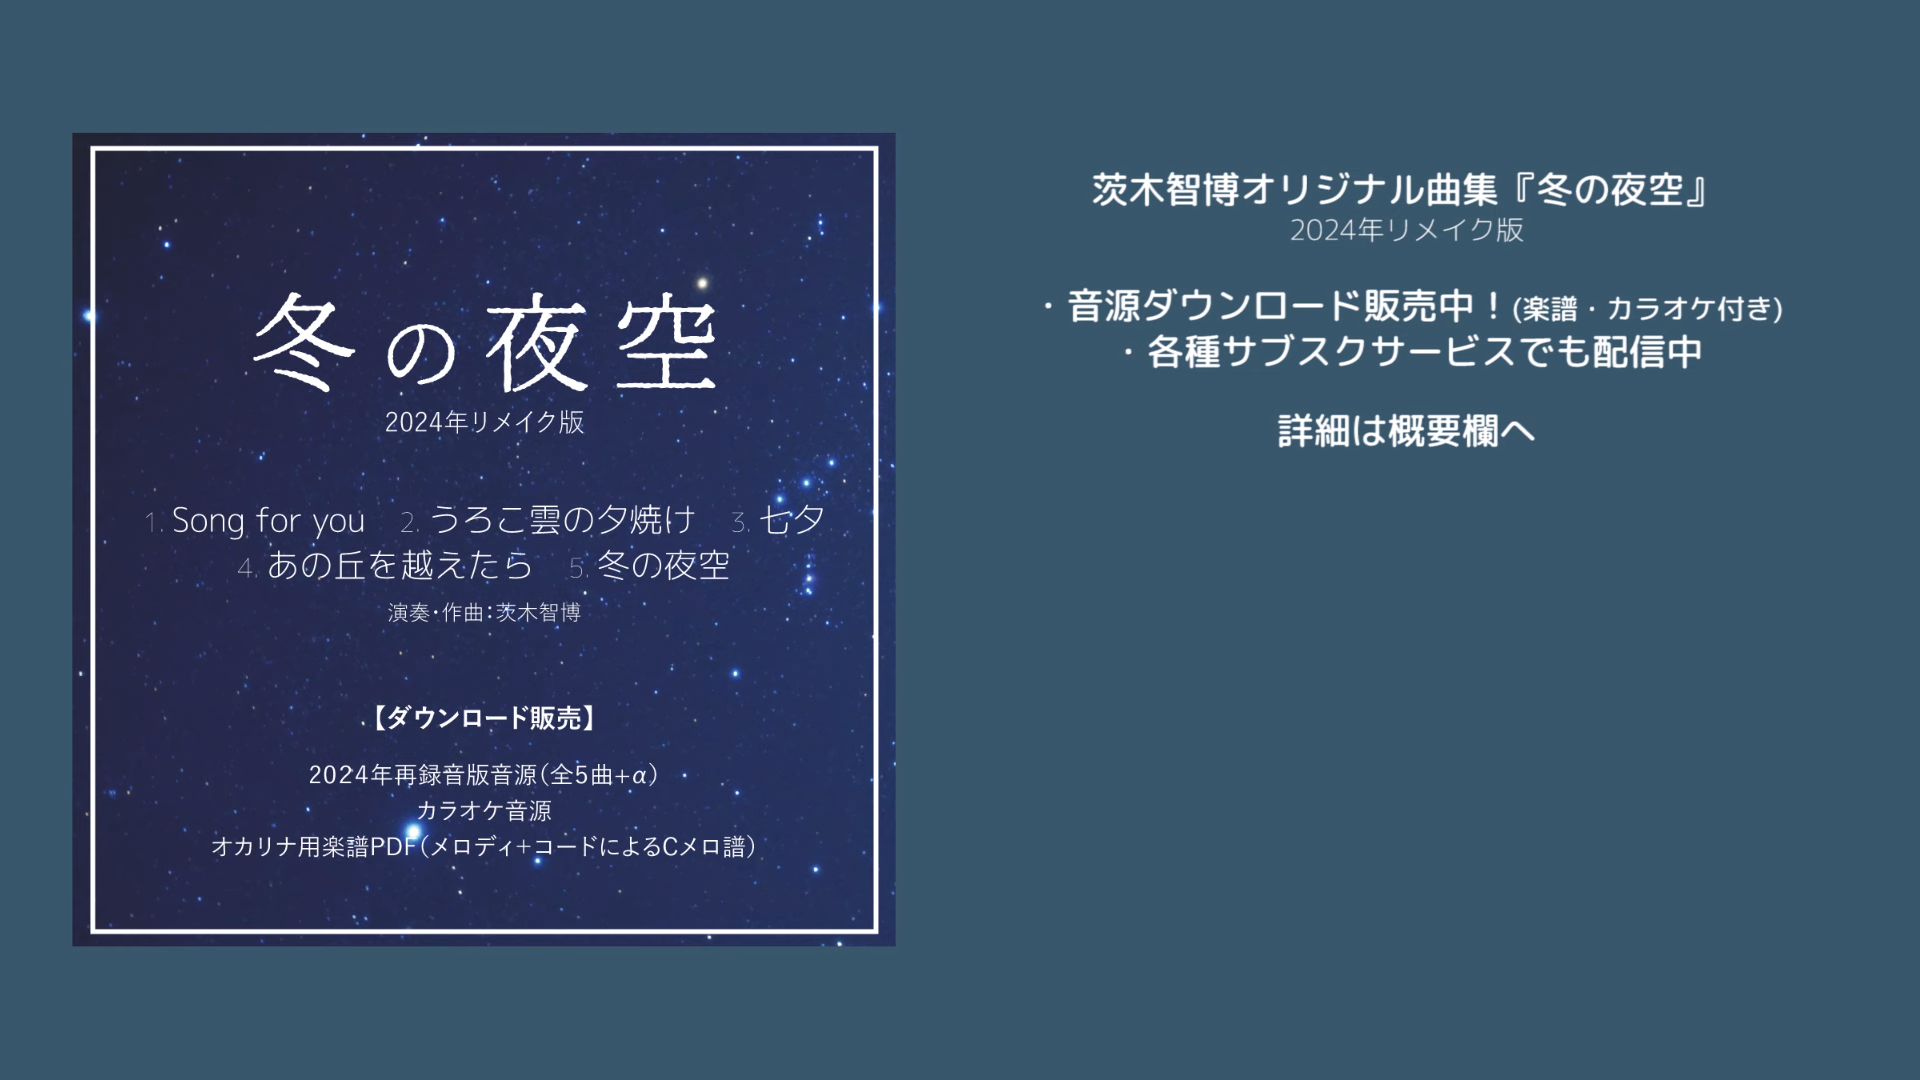 冬の夜空
2024年リメイク版
1. Song for you 2. うろこ雲の夕焼け 3. 七夕
4. あの丘を越えたら 5. 冬の夜空
演奏・作曲：茨木智博
【ダウンロード販売】
2024年再録音版音源（全5曲+α）
カラオケ音源
オカリナ用楽譜PDF（メロディ+コードによるCメロ譜）
茨木智博オリジナル曲集『冬の夜空』
2024年リメイク版
・音源ダウンロード販売中！(楽譜・カラオケ付き)
・各種サブスクサービスでも配信中
詳細は概要欄へ